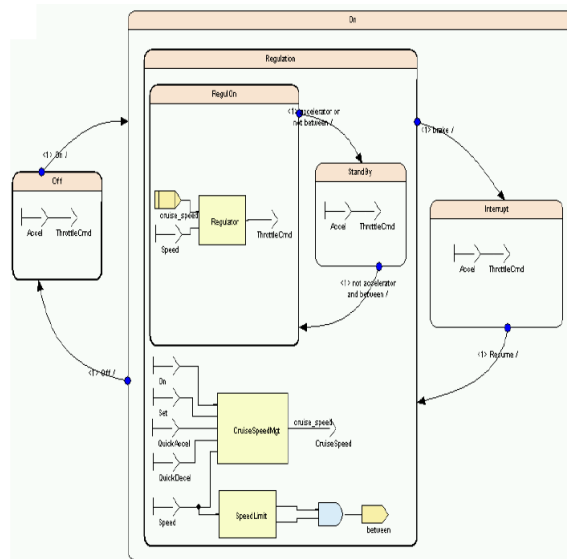 On
Regulation
RegulOn
<1> accelerator or
not between /
<1> brake /
<1> On /
Off
StandBy
cruise_speed
Regulator
Interrupt
Accel
ThrottleCmd
Speed
ThrottleCmd
Accel
ThrottleCmd
Accel
ThrottleCmd
<1> not accelerator
and between /
<1> Resume /
<1> Off /
On
Set
QuickAccel
QuickDecel
Speed
CruiseSpeedMgt
cruise_speed
CruiseSpeed
SpeedLimit
between